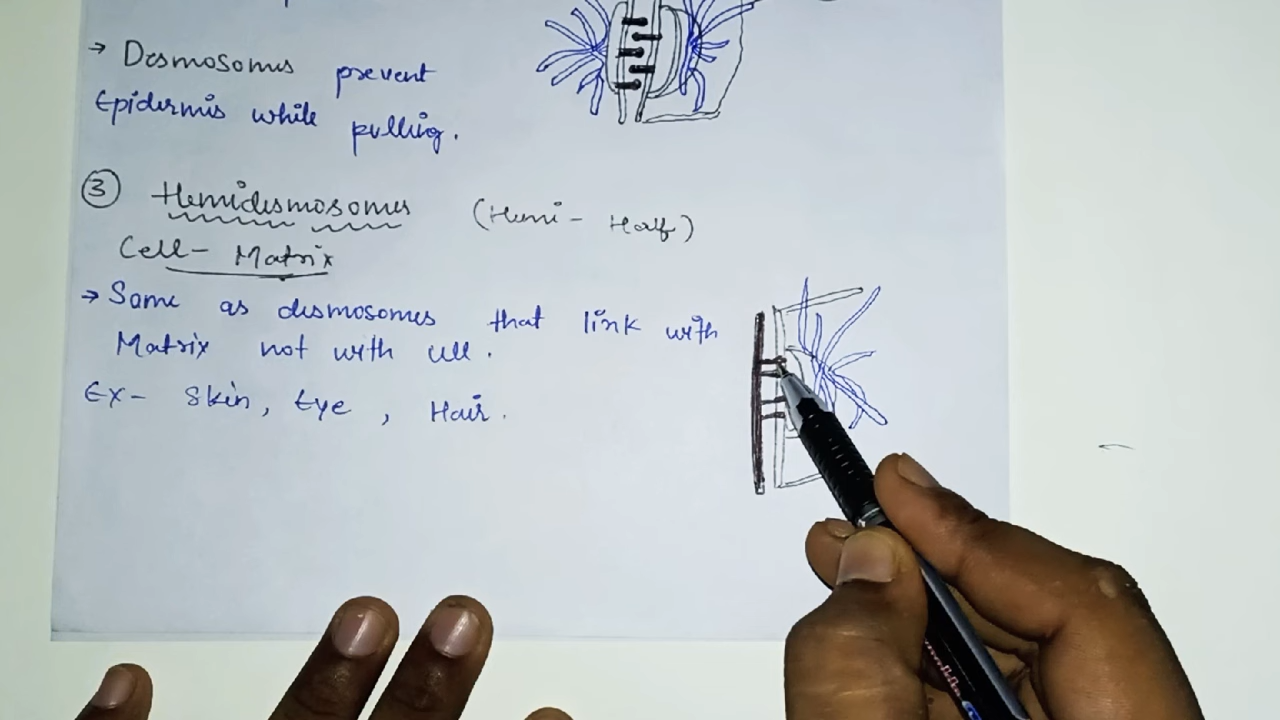 → Desmosomes prevent
Epidermis while pulling.
③ Hemidesmosomes (Hemi - Half)
Cell - Matrix
→ Same as desmosomes that link with
Matrix not with cell.
Ex - Skin, Eye, Hair.